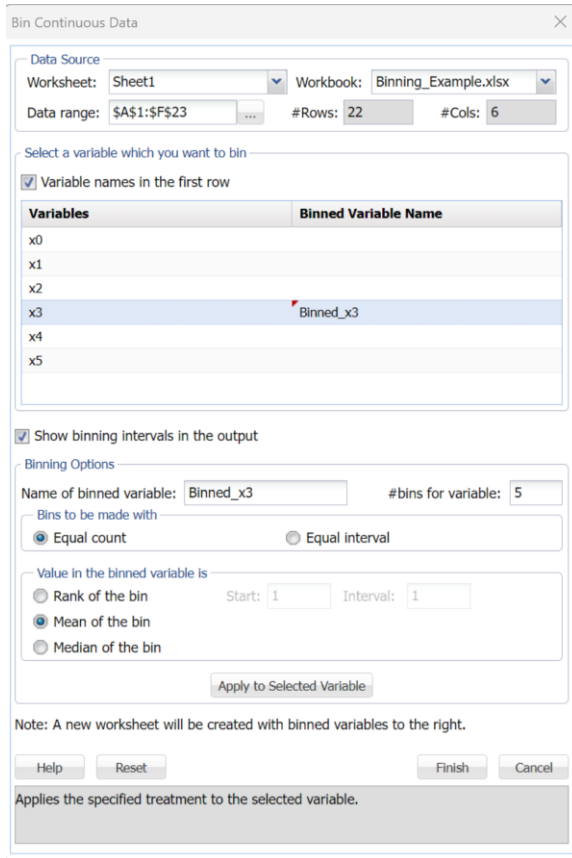 Bin Continuous Data
Data Source
Worksheet: Sheet1 Workbook: Binning_Example.xlsx
Data range: $A$1:$F$23 ... #Rows: 22 #Cols: 6
Select a variable which you want to bin
Variable names in the first row
Variables Binned Variable Name
x0
x1
x2
x3 Binned_x3
x4
x5
Show binning intervals in the output
Binning Options
Name of binned variable: Binned_x3 #bins for variable: 5
Bins to be made with
Equal count Equal interval
Value in the binned variable is
Rank of the bin Start: 1 Interval: 1
Mean of the bin
Median of the bin
Apply to Selected Variable
Note: A new worksheet will be created with binned variables to the right.
Help Reset Finish Cancel
Applies the specified treatment to the selected variable.